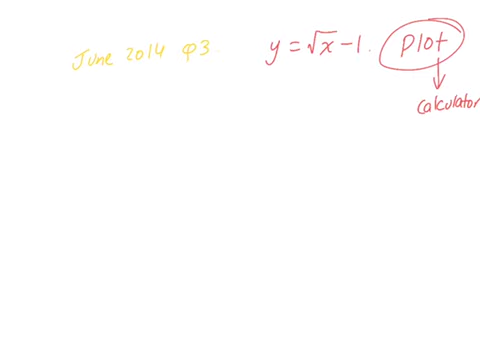 June 2014 Q3.
y = √x - 1. Plot
calculator